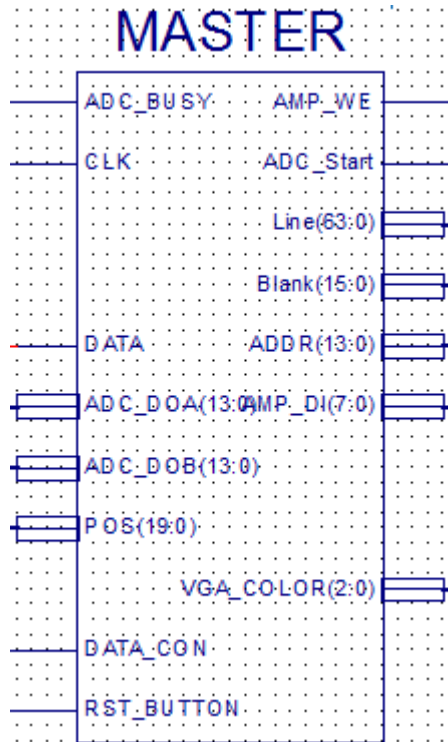 MASTER
ADC_BUSY AMP_WE
CLK ADC_Start
Line(63:0)
Blank(15:0)
DATA ADDR(13:0)
ADC_DOA(13:0) AMP_DI(7:0)
ADC_DOB(13:0)
POS(19:0)
VGA_COLOR(2:0)
DATA_CON
RST_BUTTON